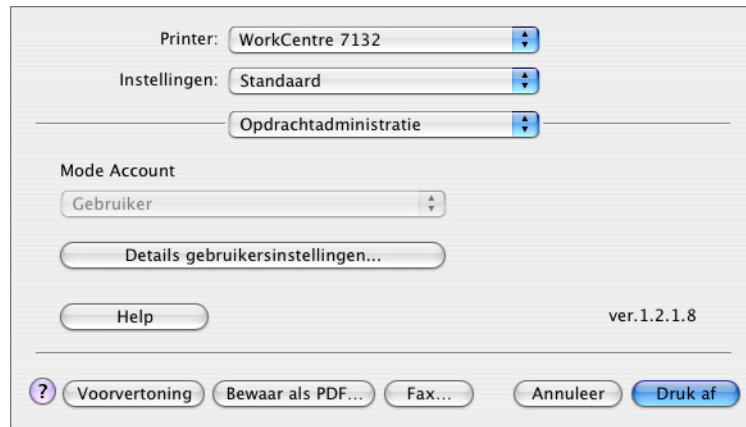 Printer: WorkCentre 7132
Instellingen: Standaard
Opdrachtadministratie
Mode Account
Gebruiker
Details gebruikersinstellingen...
Help ver.1.2.1.8
? Voorvertoning Bewaar als PDF... Fax... Annuleer Druk af